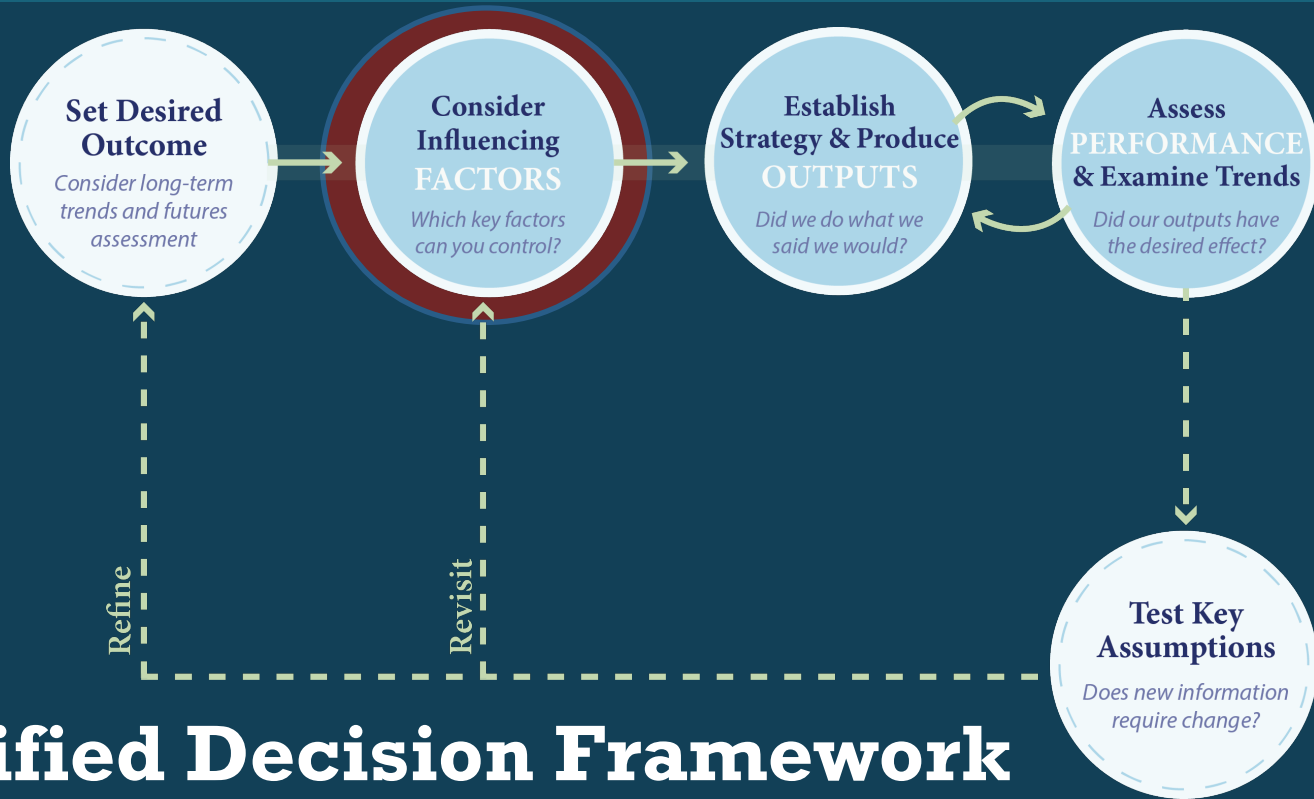 Set Desired
Outcome
Consider long-term
trends and futures
assessment
Consider
Influencing
FACTORS
Which key factors
can you control?
Establish
Strategy & Produce
OUTPUTS
Did we do what we
said we would?
Assess
PERFORMANCE
& Examine Trends
Did our outputs have
the desired effect?
Refine
Revisit
Test Key
Assumptions
Does new information
require change?
ified Decision Framework